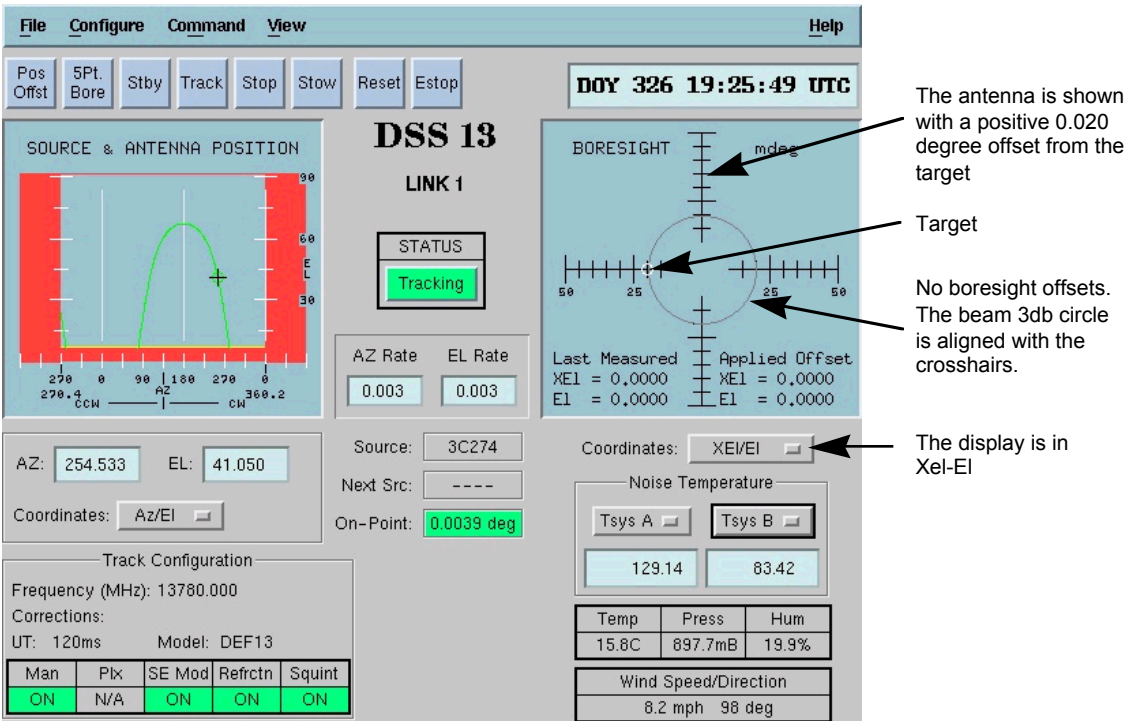 File Configure Command View Help
Pos Offst
5Pt. Bore
Stby
Track
Stop
Stow
Reset
Estop
DOY 326 19:25:49 UTC
SOURCE & ANTENNA POSITION
90
60
EL
30
270 0 90 180 270 0
270.4 AZ 360.2
CCW CW
DSS 13
LINK 1
STATUS
Tracking
AZ Rate EL Rate
0.003 0.003
BORESIGHT mdeg
50 25 25 50
Last Measured Applied Offset
XEl = 0.0000 XEl = 0.0000
El = 0.0000 El = 0.0000
The antenna is shown
with a positive 0.020
degree offset from the
target
Target
No boresight offsets.
The beam 3db circle
is aligned with the
crosshairs.
The display is in
Xel-El
AZ: 254.533 EL: 41.050
Coordinates: Az/El
Source: 3C274
Next Src: ----
On-Point: 0.0039 deg
Coordinates: XEl/El
Noise Temperature
Tsys A Tsys B
129.14 83.42
Track Configuration
Frequency (MHz): 13780.000
Corrections:
UT: 120ms Model: DEF13
Man Plx SE Mod Refrctn Squint
ON N/A ON ON ON
Temp Press Hum
15.8C 897.7mB 19.9%
Wind Speed/Direction
8.2 mph 98 deg